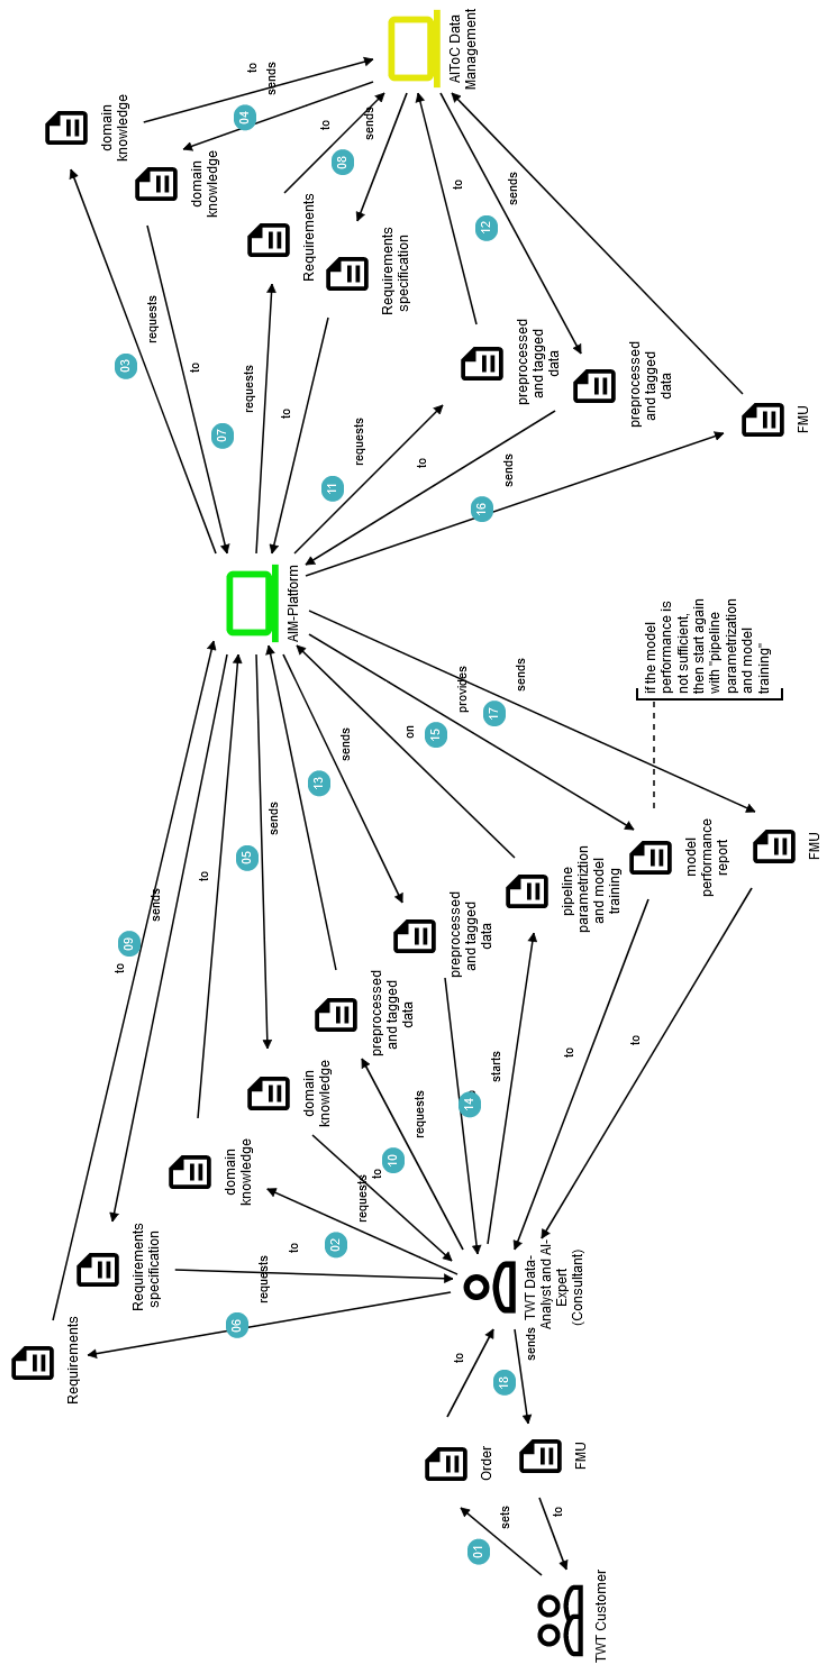 TWT Customer
01
sets
Order
to
18
sends
FMU
to
TWT Data-
Analyst and AI-
Expert
(Consultant)
06
requests
Requirements
to
09
sends
Requirements
specification
to
02
requests
domain
knowledge
to
05
sends
domain
knowledge
to
10
requests
preprocessed
and tagged
data
13
sends
preprocessed
and tagged
data
14
starts
pipeline
parametriztion
and model
training
on
15
provides
model
performance
report
to
if the model
performance is
not sufficient,
then start again
with "pipeline
parametrization
and model
training"
17
sends
FMU
to
AIM-Platform
03
requests
domain
knowledge
to
04
sends
domain
knowledge
to
07
requests
Requirements
to
08
sends
Requirements
specification
to
11
requests
preprocessed
and tagged
data
to
12
sends
preprocessed
and tagged
data
to
16
sends
FMU
AIToC Data
Management